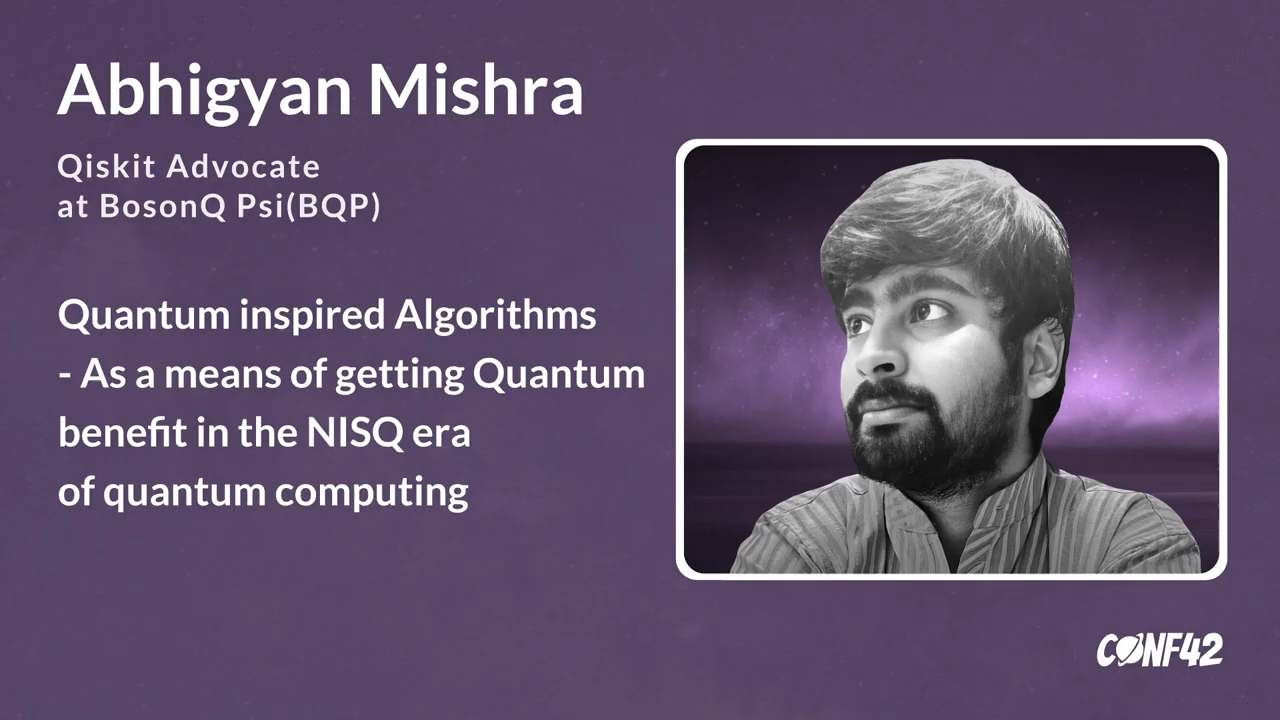 Abhigyan Mishra
Qiskit Advocate
at BosonQ Psi(BQP)
Quantum inspired Algorithms
- As a means of getting Quantum
benefit in the NISQ era
of quantum computing
CONF42